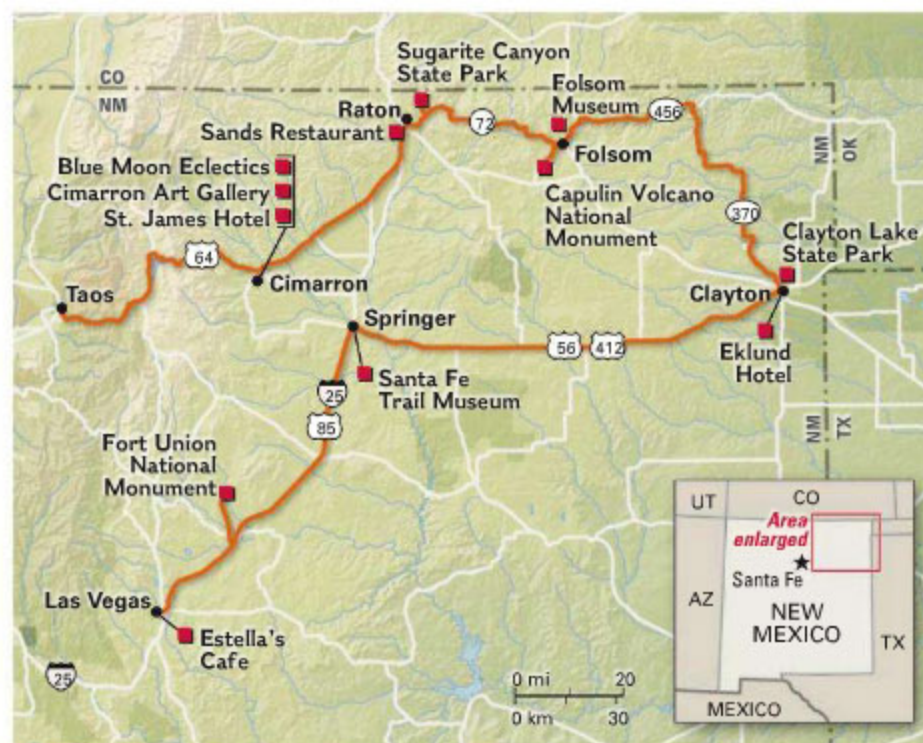 CO
NM
Sugarite Canyon
State Park
Raton
Sands Restaurant
72
Folsom
Museum
456
Folsom
NM
OK
Blue Moon Eclectics
Cimarron Art Gallery
St. James Hotel
Capulin Volcano
National
Monument
370
Clayton Lake
State Park
64
Taos
Cimarron
Clayton
Springer
56
412
Eklund
Hotel
25
85
Santa Fe
Trail Museum
NM
TX
Fort Union
National
Monument
Las Vegas
Estella's
Cafe
25
0 mi
20
0 km
30
UT
CO
Area
enlarged
Santa Fe
AZ
NEW
MEXICO
TX
MEXICO